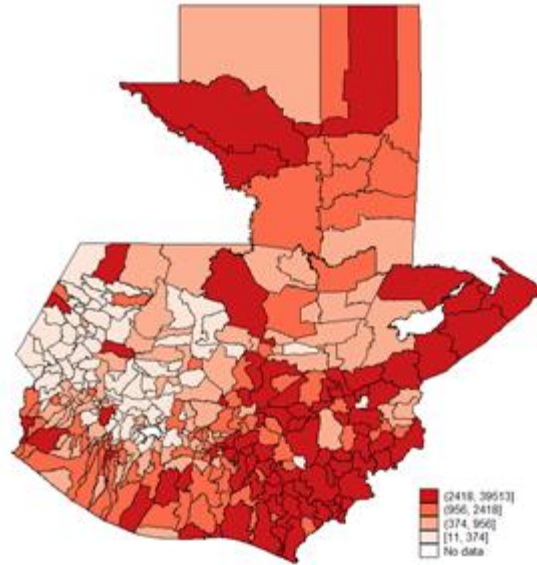 (2418, 39513]
(956, 2418]
(374, 956]
[11, 374]
No data